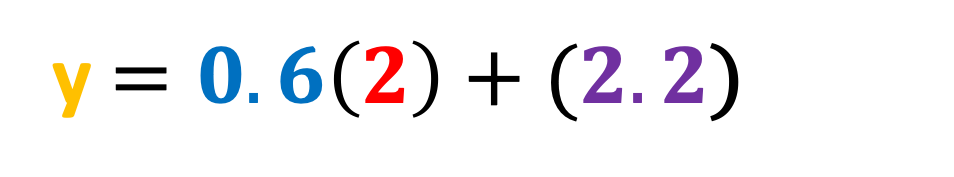 y = 0.6(2) + (2.2)